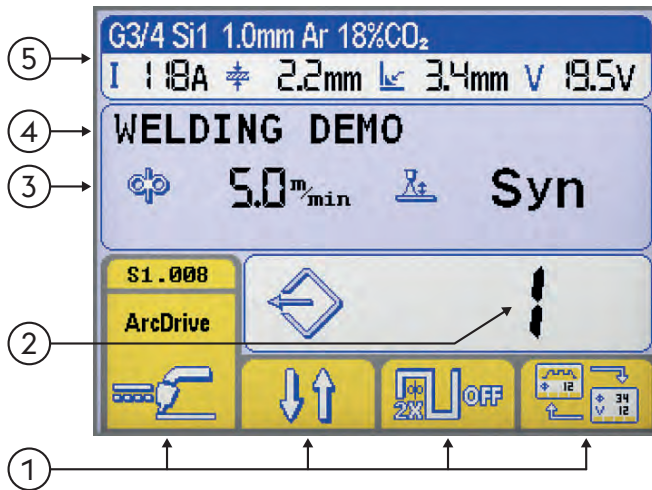 G3/4 Si1 1.0mm Ar 18%CO₂
I 118A 2.2mm 3.4mm V 19.5V
WELDING DEMO
5.0 m/min Syn
S1.008
ArcDrive
1
2X OFF
12
34
V 12
5
4
3
2
1